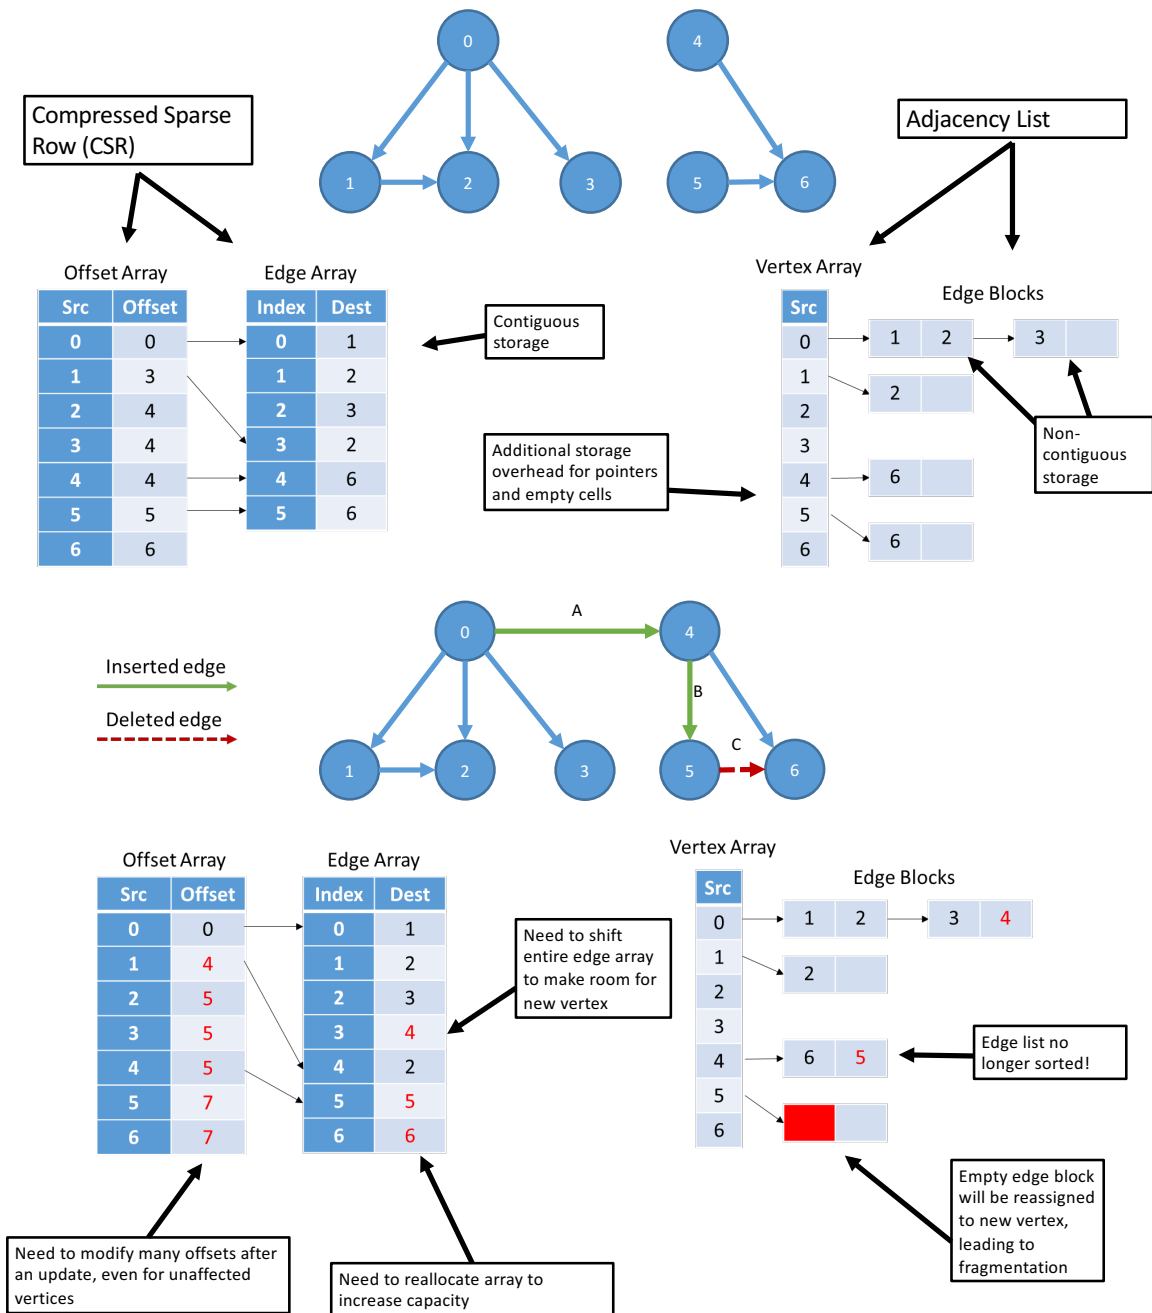 0
4
Compressed Sparse
Row (CSR)
Adjacency List
1
2
3
5
6
Offset Array
Edge Array
Src Offset
0 0
1 3
2 4
3 4
4 4
5 5
6 6
Index Dest
0 1
1 2
2 3
3 2
4 6
5 6
Contiguous
storage
Vertex Array
Edge Blocks
Src
0 1 2 3
1 2
2
3
4 6
5 6
6
Non-
contiguous
storage
Additional storage
overhead for pointers
and empty cells
Inserted edge
Deleted edge
0
A
4
B
C
1
2
3
5
6
Offset Array
Edge Array
Src Offset
0 0
1 4
2 5
3 5
4 5
5 7
6 7
Index Dest
0 1
1 2
2 3
3 4
4 2
5 5
6 6
Need to shift
entire edge array
to make room for
new vertex
Vertex Array
Edge Blocks
Src
0 1 2 3 4
1 2
2
3
4 6 5
5
6
Edge list no
longer sorted!
Empty edge block
will be reassigned
to new vertex,
leading to
fragmentation
Need to modify many offsets after
an update, even for unaffected
vertices
Need to reallocate array to
increase capacity